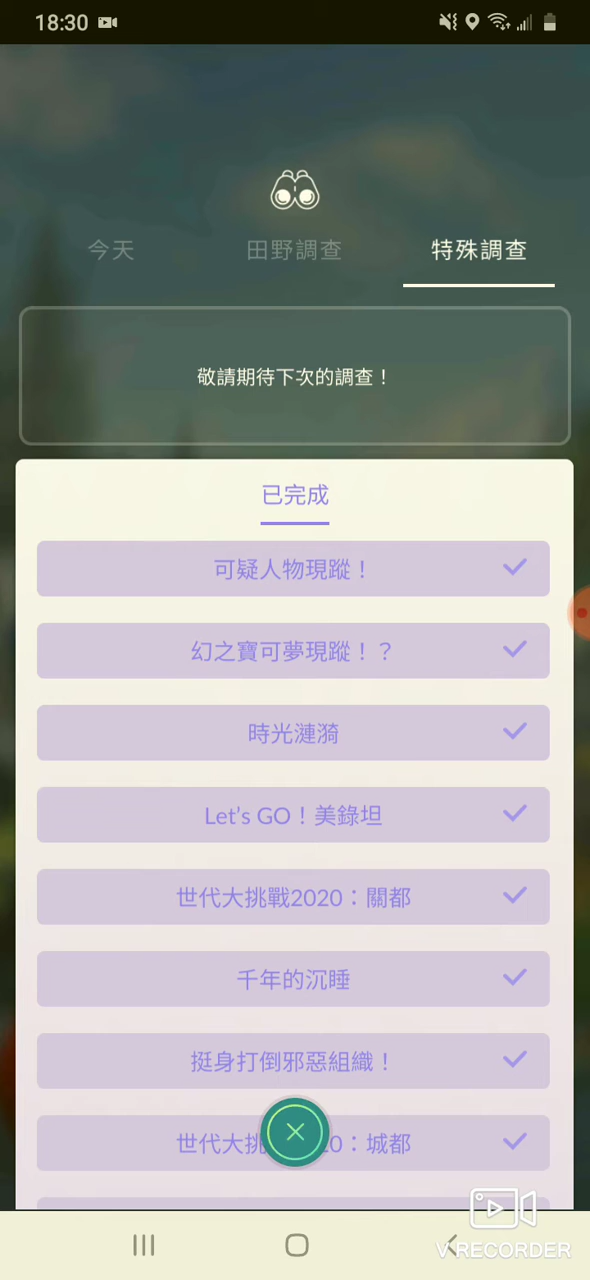 18:30
今天
田野調查
特殊調查
敬請期待下次的調查！
已完成
可疑人物現蹤！
幻之寶可夢現蹤！？
時光漣漪
Let's GO！美錄坦
世代大挑戰2020：關都
千年的沉睡
挺身打倒邪惡組織！
世代大挑 20：城都
V RECORDER